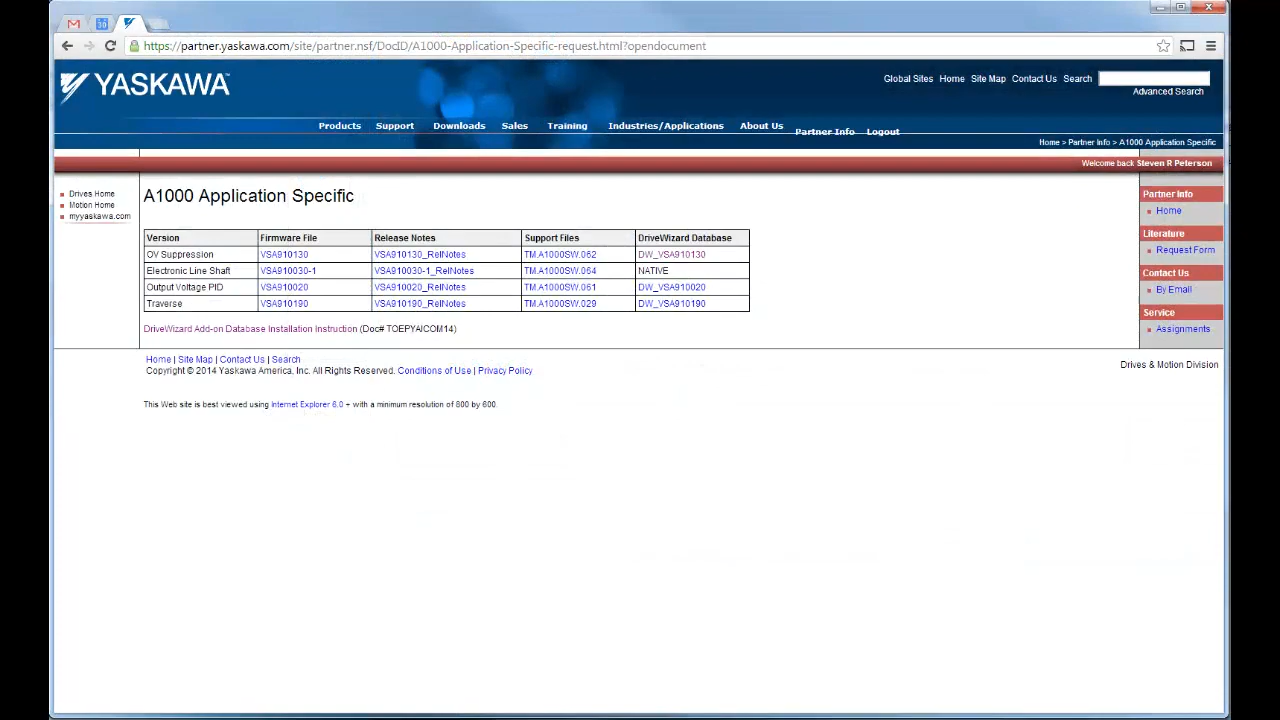 30
https://partner.yaskawa.com/site/partner.nsf/DocID/A1000-Application-Specific-request.html?opendocument
YASKAWA™
Global Sites Home Site Map Contact Us Search
Advanced Search
Products Support Downloads Sales Training Industries/Applications About Us Partner Info Logout
Home > Partner Info > A1000 Application Specific
Welcome back Steven R Peterson
Drives Home
Motion Home
myyaskawa.com
A1000 Application Specific
Version Firmware File Release Notes Support Files DriveWizard Database
OV Suppression VSA910130 VSA910130_RelNotes TM.A1000SW.062 DW_VSA910130
Electronic Line Shaft VSA910030-1 VSA910030-1_RelNotes TM.A1000SW.064 NATIVE
Output Voltage PID VSA910020 VSA910020_RelNotes TM.A1000SW.061 DW_VSA910020
Traverse VSA910190 VSA910190_RelNotes TM.A1000SW.029 DW_VSA910190
DriveWizard Add-on Database Installation Instruction (Doc# TOEPYAICOM14)
Partner Info
Home
Literature
Request Form
Contact Us
By Email
Service
Assignments
Home | Site Map | Contact Us | Search
Copyright © 2014 Yaskawa America, Inc. All Rights Reserved. Conditions of Use | Privacy Policy
Drives & Motion Division
This Web site is best viewed using Internet Explorer 6.0 + with a minimum resolution of 800 by 600.